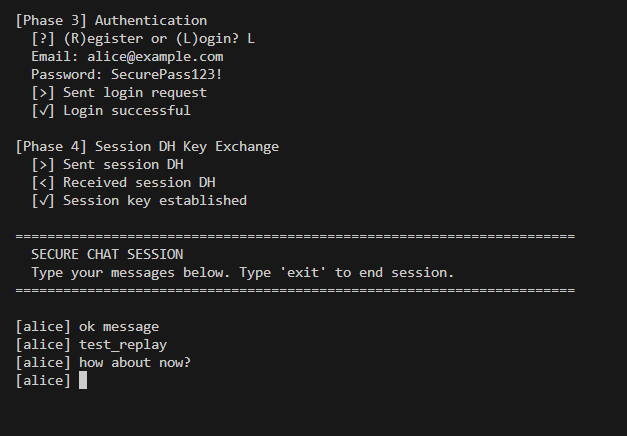 [Phase 3] Authentication
[?] (R)egister or (L)ogin? L
Email: alice@example.com
Password: SecurePass123!
[>] Sent login request
[✓] Login successful
[Phase 4] Session DH Key Exchange
[>] Sent session DH
[<] Received session DH
[✓] Session key established
======================================================================
SECURE CHAT SESSION
Type your messages below. Type 'exit' to end session.
======================================================================
[alice] ok message
[alice] test_replay
[alice] how about now?
[alice]